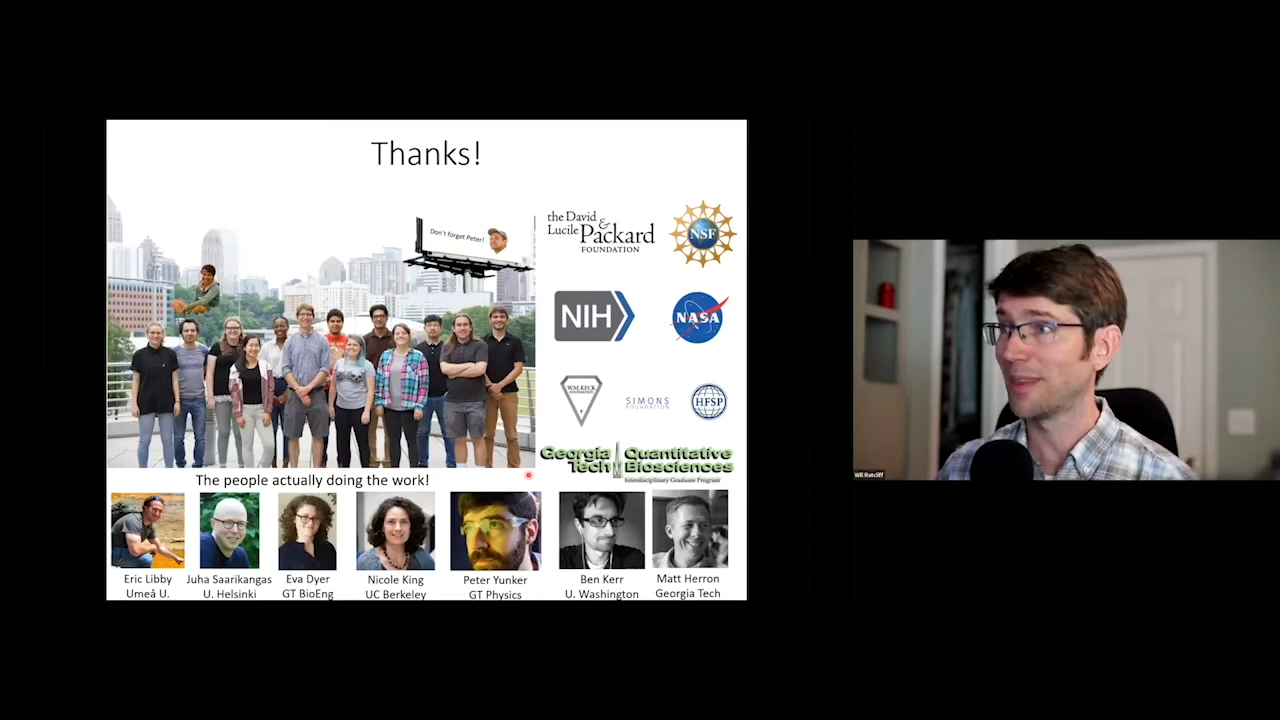 Thanks!
Don't forget Peter!
the David
&
Lucile Packard
FOUNDATION
NSF
NIH
NASA
W.M. KECK
FOUNDATION
SIMONS
FOUNDATION
HFSP
Georgia Tech
Quantitative Biosciences
Interdisciplinary Graduate Program
The people actually doing the work!
Eric Libby
Umeå U.
Juha Saarikangas
U. Helsinki
Eva Dyer
GT BioEng
Nicole King
UC Berkeley
Peter Yunker
GT Physics
Ben Kerr
U. Washington
Matt Herron
Georgia Tech
Will Ratcliff